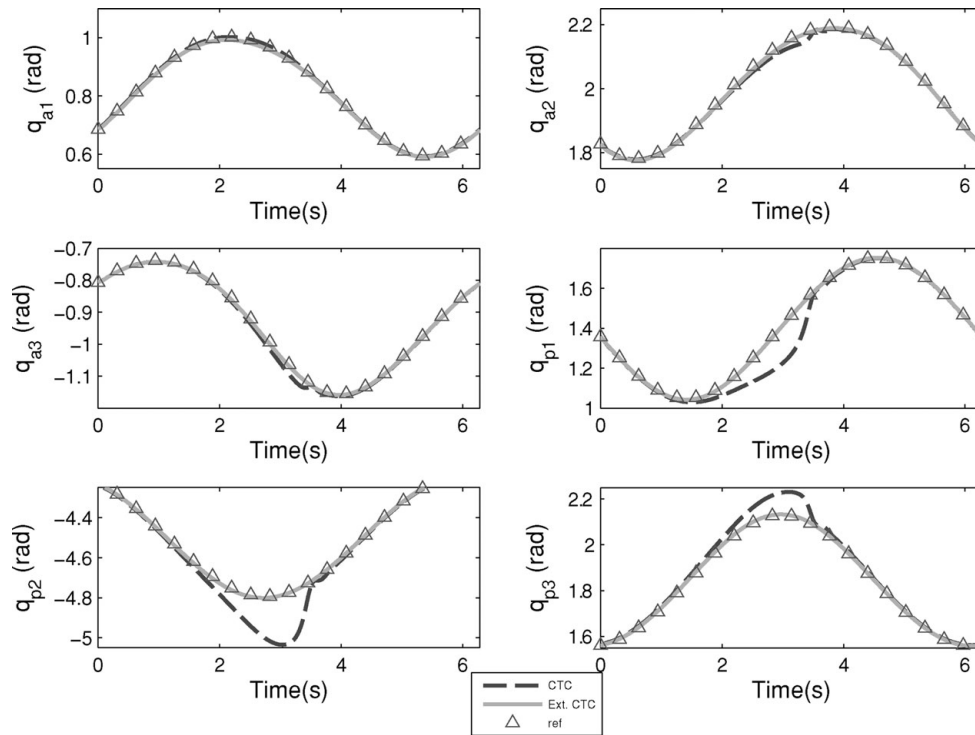 1
0.8
0.6
q_a1 (rad)
0 2 4 6
Time(s)
2.2
2
1.8
q_a2 (rad)
0 2 4 6
Time(s)
−0.7
−0.8
−0.9
−1
−1.1
q_a3 (rad)
0 2 4 6
Time(s)
1.6
1.4
1.2
1
q_p1 (rad)
0 2 4 6
Time(s)
−4.4
−4.6
−4.8
−5
q_p2 (rad)
0 2 4 6
Time(s)
2.2
2
1.8
1.6
q_p3 (rad)
0 2 4 6
Time(s)
CTC
Ext. CTC
ref